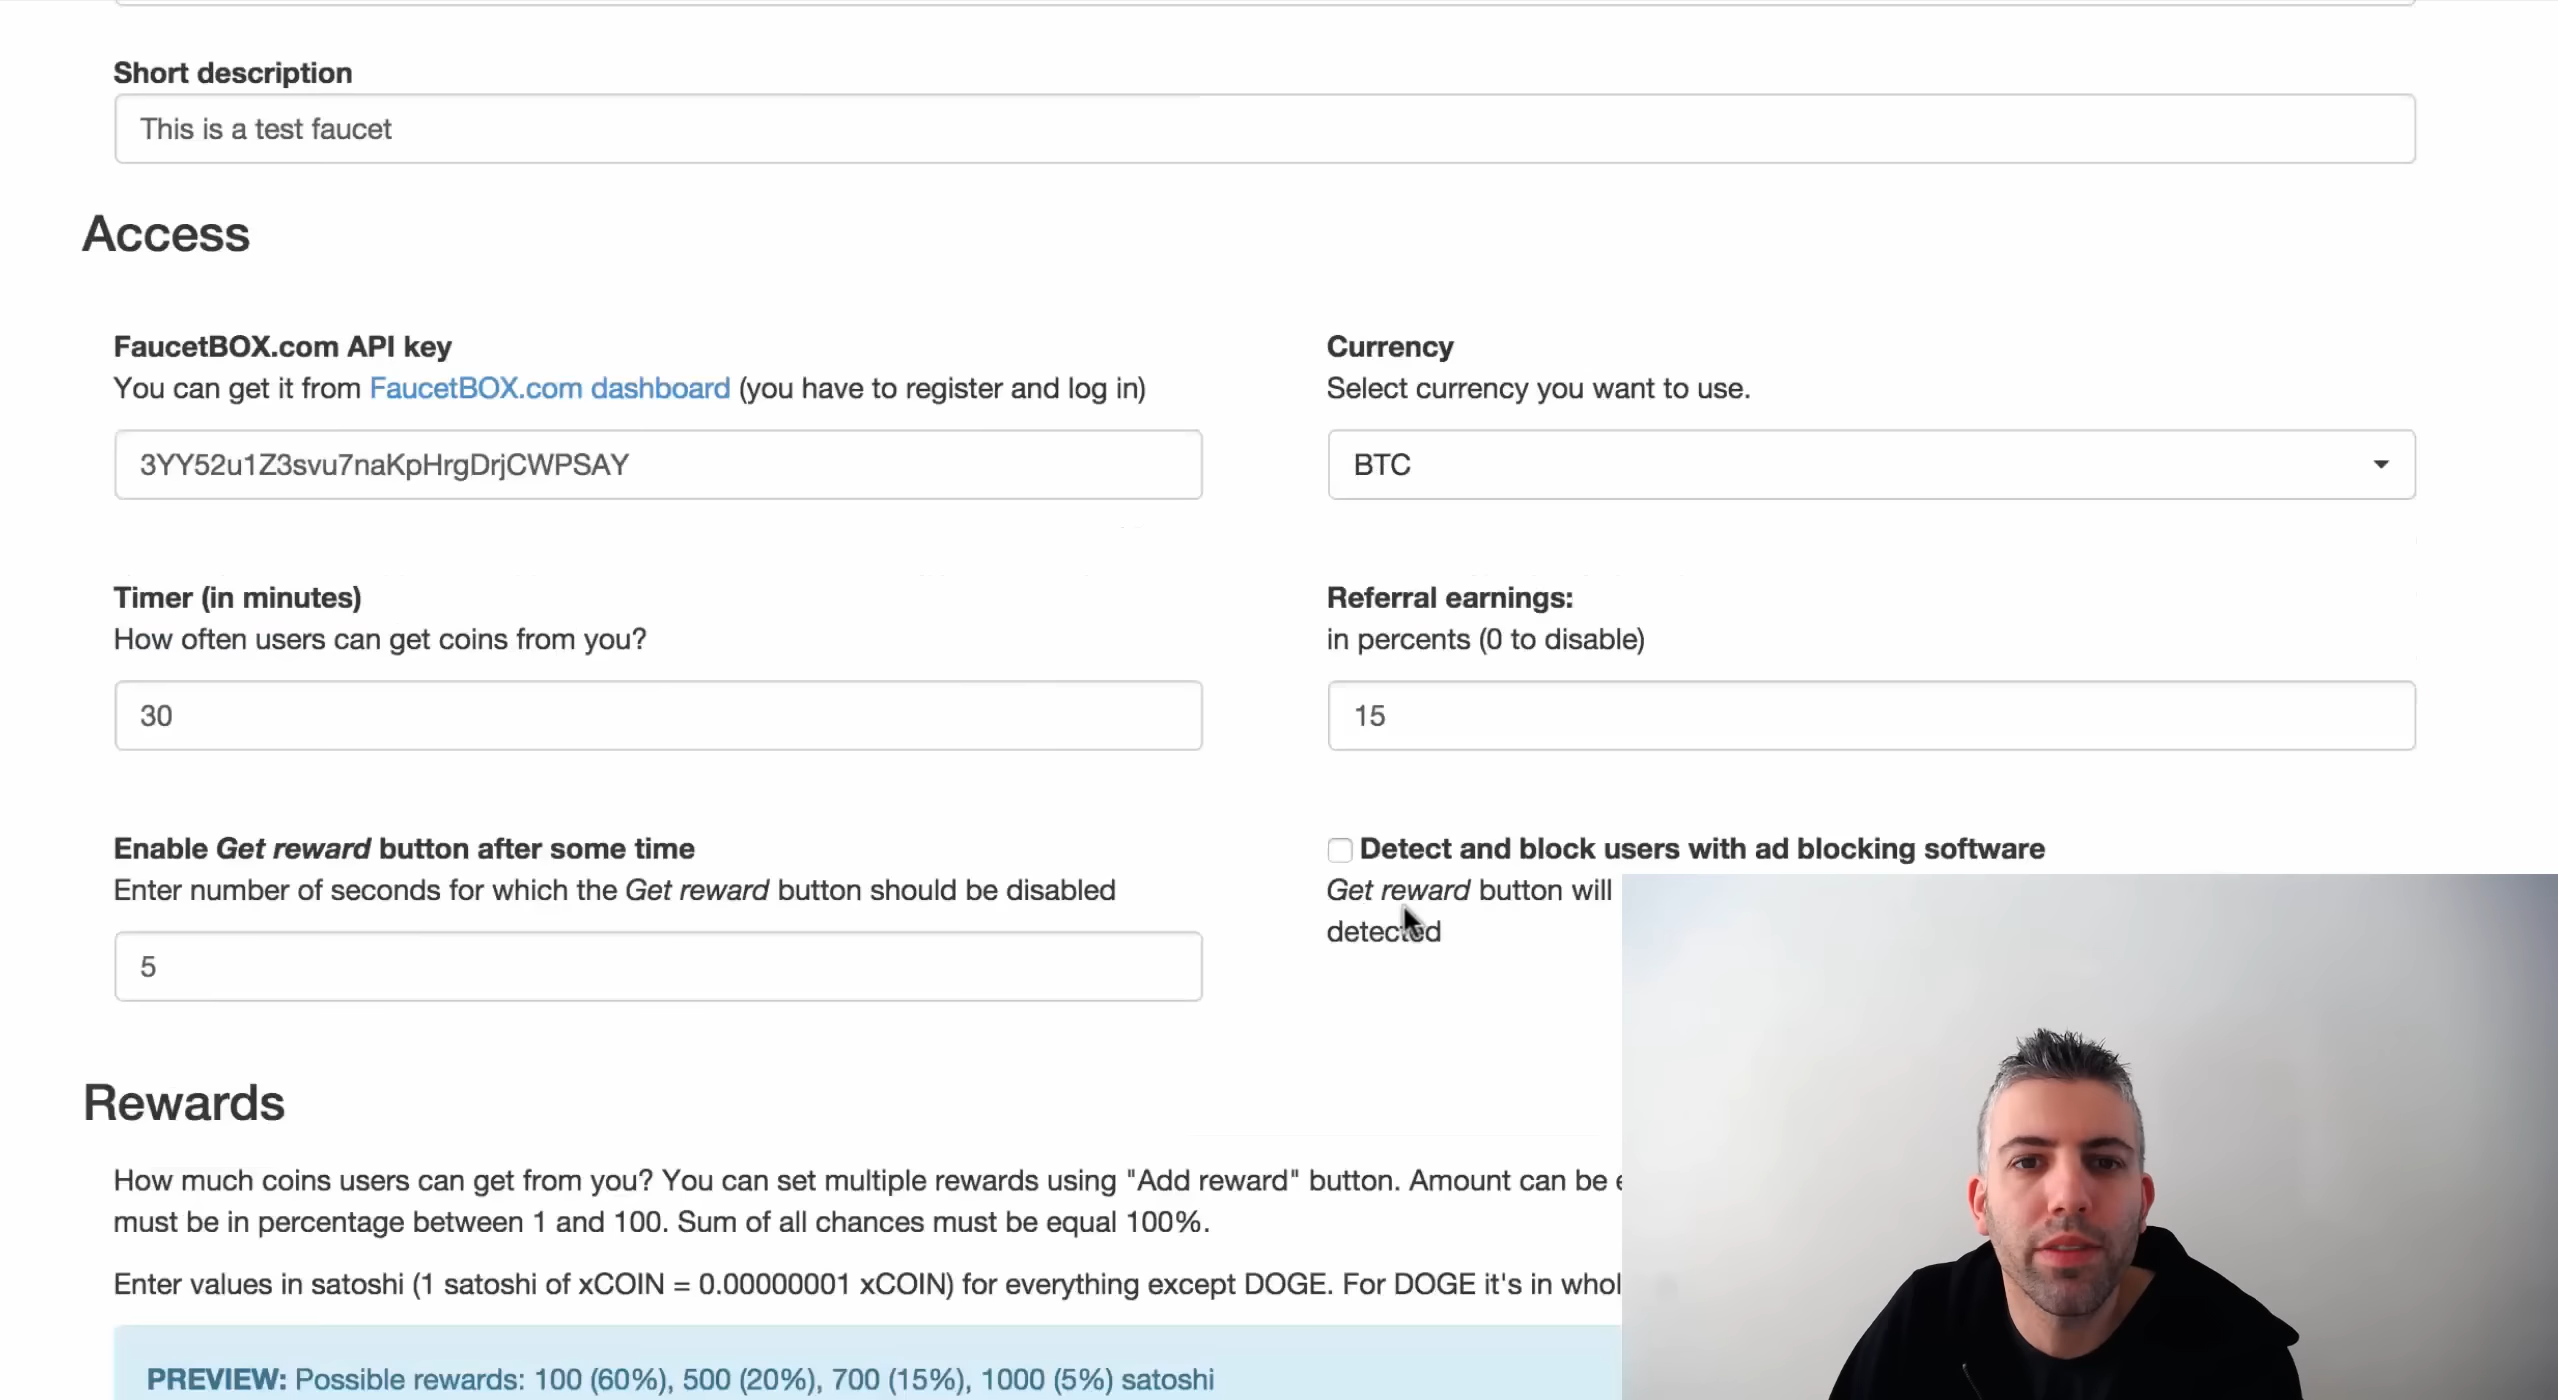 Short description
This is a test faucet
Access
FaucetBOX.com API key
You can get it from FaucetBOX.com dashboard (you have to register and log in)
3YY52u1Z3svu7naKpHrgDrjCWPSAY
Currency
Select currency you want to use.
BTC
Timer (in minutes)
How often users can get coins from you?
30
Referral earnings:
in percents (0 to disable)
15
Enable Get reward button after some time
Enter number of seconds for which the Get reward button should be disabled
5
Detect and block users with ad blocking software
Get reward button will
detected
Rewards
How much coins users can get from you? You can set multiple rewards using "Add reward" button. Amount can be
must be in percentage between 1 and 100. Sum of all chances must be equal 100%.
Enter values in satoshi (1 satoshi of xCOIN = 0.00000001 xCOIN) for everything except DOGE. For DOGE it's in
PREVIEW: Possible rewards: 100 (60%), 500 (20%), 700 (15%), 1000 (5%) satoshi